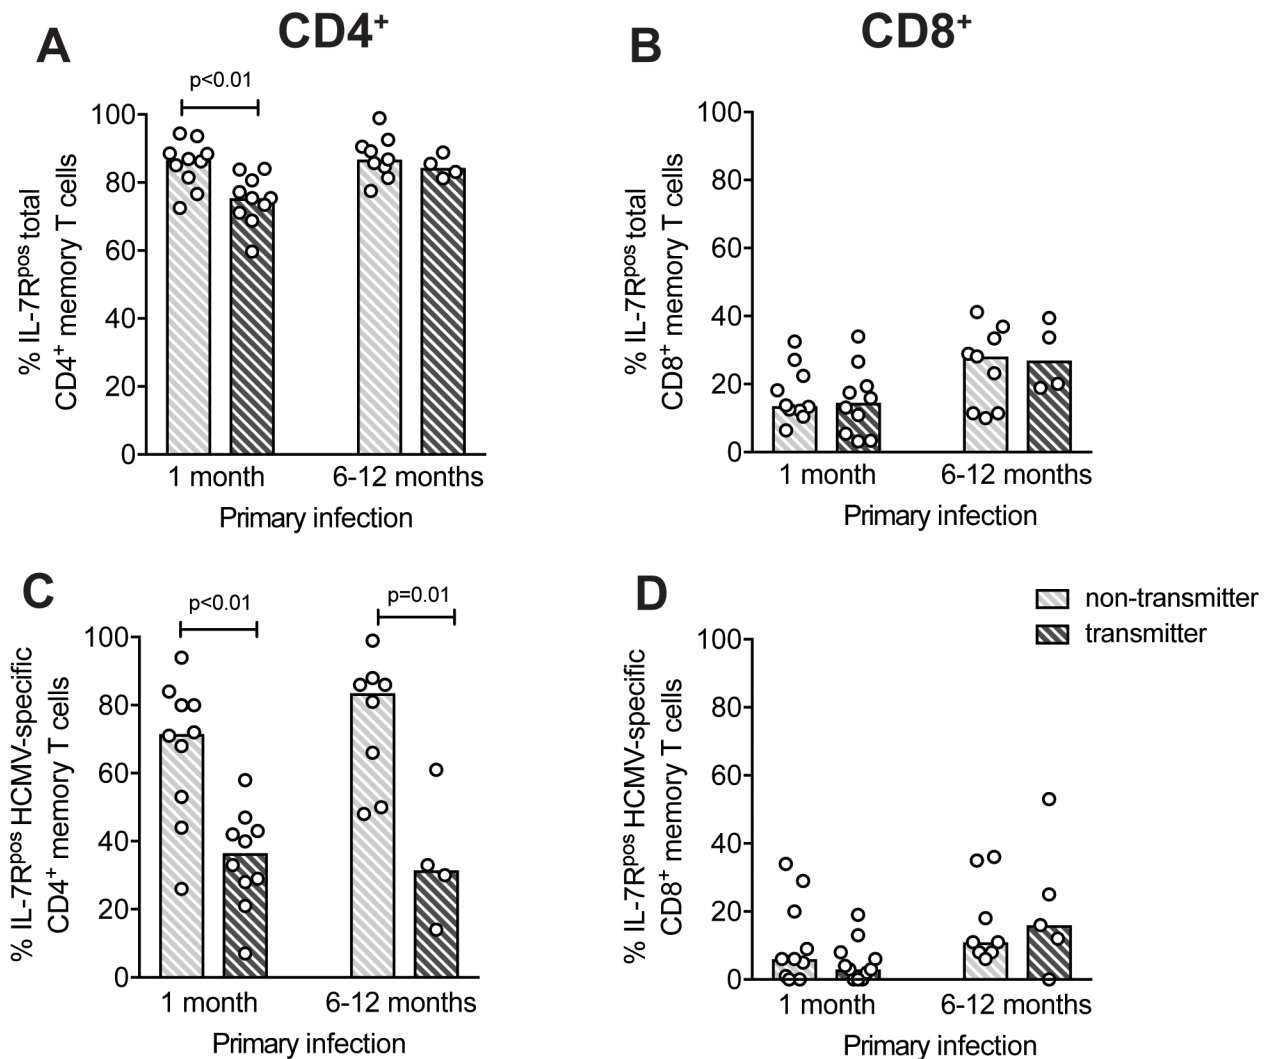 CD4+
CD8+
A
p<0.01
% IL-7Rpos total
CD4+ memory T cells
100
80
60
40
20
0
1 month
6-12 months
Primary infection
B
% IL-7Rpos total
CD8+ memory T cells
100
80
60
40
20
0
1 month
6-12 months
Primary infection
C
p<0.01
p=0.01
% IL-7Rpos HCMV-specific
CD4+ memory T cells
100
80
60
40
20
0
1 month
6-12 months
Primary infection
D
non-transmitter
transmitter
% IL-7Rpos HCMV-specific
CD8+ memory T cells
100
80
60
40
20
0
1 month
6-12 months
Primary infection